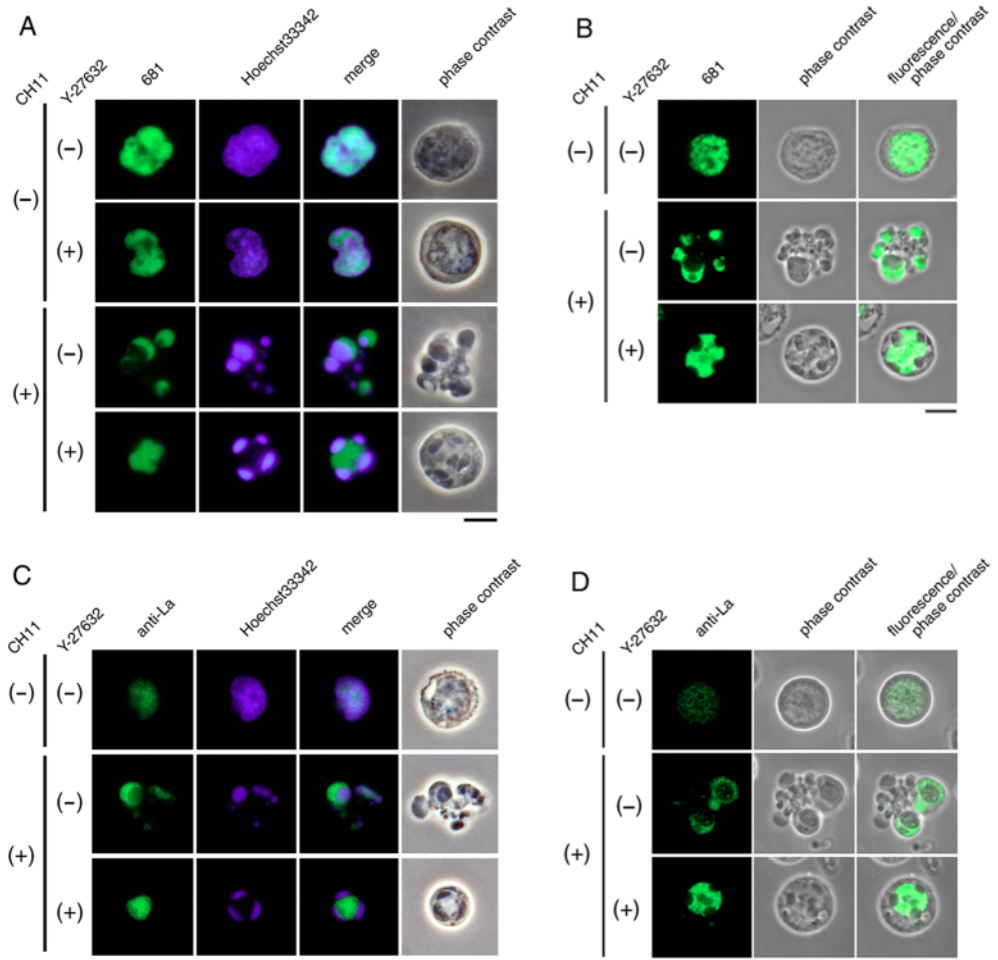 A
CH11
Y-27632
681
Hoechst33342
merge
phase contrast
(−)
(−)
(+)
(+)
(−)
(+)
B
CH11
Y-27632
681
phase contrast
fluorescence/
phase contrast
(−)
(−)
(+)
(−)
(+)
C
CH11
Y-27632
anti-La
Hoechst33342
merge
phase contrast
(−)
(−)
(+)
(−)
(+)
D
CH11
Y-27632
anti-La
phase contrast
fluorescence/
phase contrast
(−)
(−)
(+)
(−)
(+)